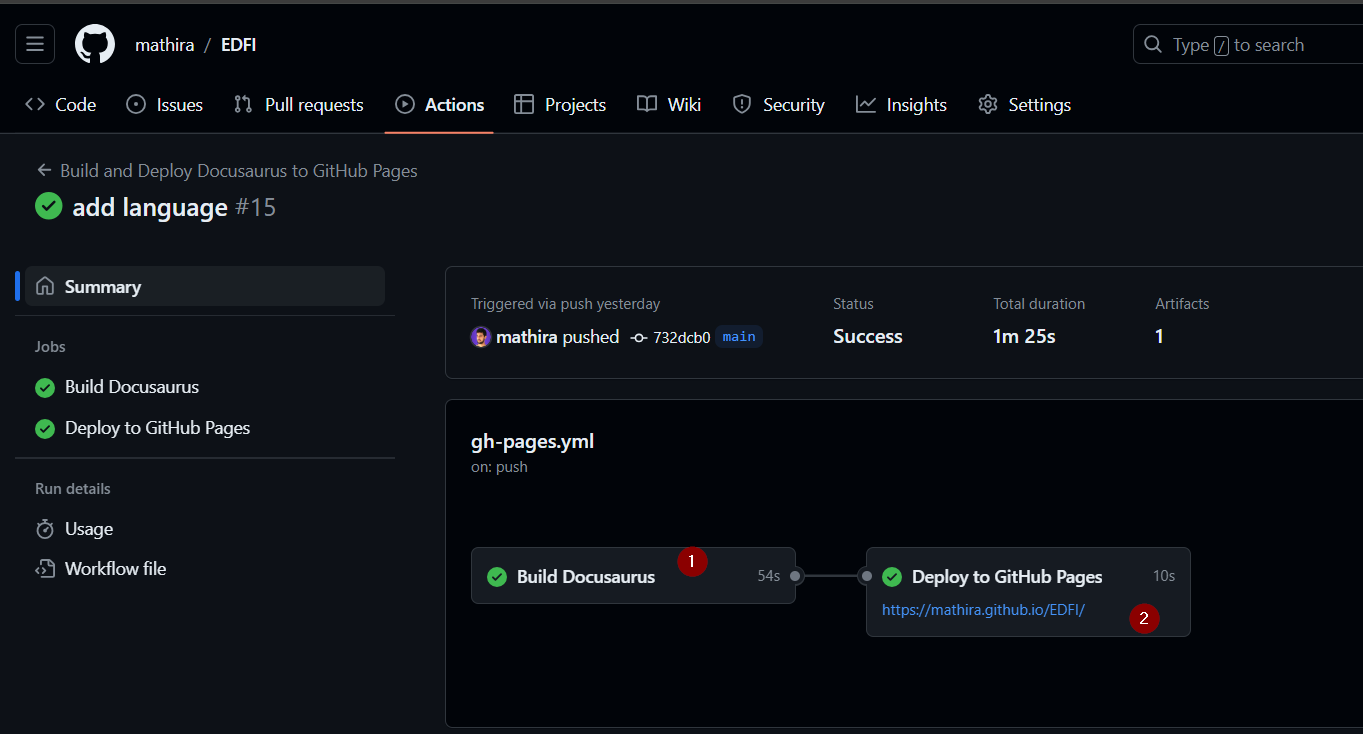 mathira / EDFI
Type / to search
Code Issues Pull requests Actions Projects Wiki Security Insights Settings
Build and Deploy Docusaurus to GitHub Pages
add language #15
Summary
Triggered via push yesterday Status Total duration Artifacts
mathira pushed 732dcb0 main Success 1m 25s 1
Jobs
Build Docusaurus
Deploy to GitHub Pages
Run details
Usage
Workflow file
gh-pages.yml
on: push
Build Docusaurus 1 54s
Deploy to GitHub Pages 10s
https://mathira.github.io/EDFI/ 2